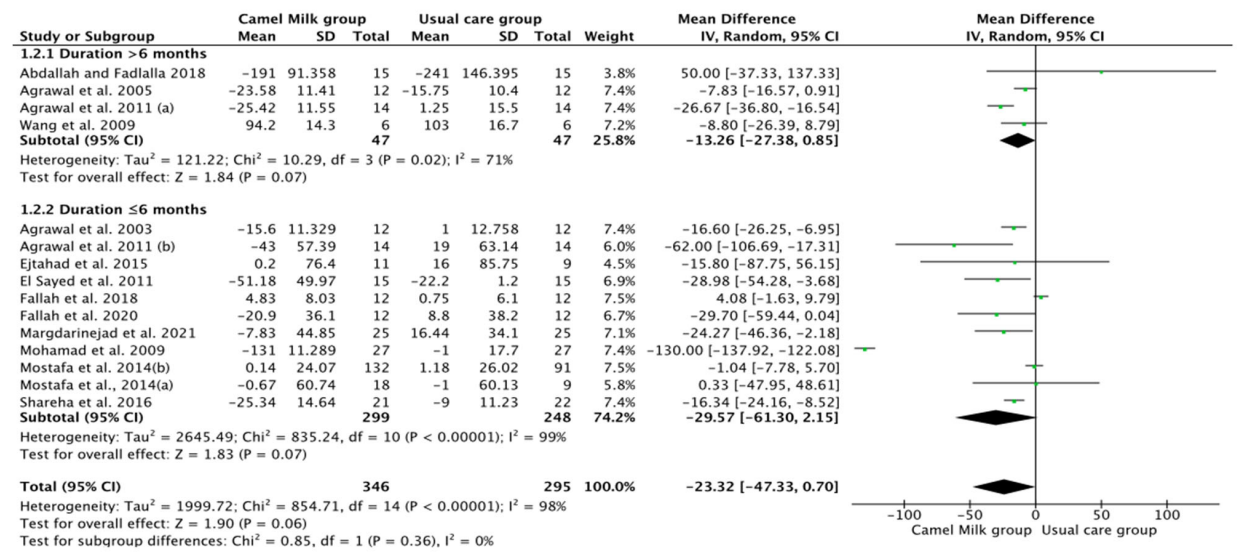 Camel Milk group Usual care group Mean Difference Mean Difference
Study or Subgroup Mean SD Total Mean SD Total Weight IV, Random, 95% CI IV, Random, 95% CI
1.2.1 Duration >6 months
Abdallah and Fadlalla 2018 -191 91.358 15 -241 146.395 15 3.8% 50.00 [-37.33, 137.33]
Agrawal et al. 2005 -23.58 11.41 12 -15.75 10.4 12 7.4% -7.83 [-16.57, 0.91]
Agrawal et al. 2011 (a) -25.42 11.55 14 1.25 15.5 14 7.4% -26.67 [-36.80, -16.54]
Wang et al. 2009 94.2 14.3 6 103 16.7 6 7.2% -8.80 [-26.39, 8.79]
Subtotal (95% CI) 47 47 25.8% -13.26 [-27.38, 0.85]
Heterogeneity: Tau² = 121.22; Chi² = 10.29, df = 3 (P = 0.02); I² = 71%
Test for overall effect: Z = 1.84 (P = 0.07)
1.2.2 Duration ≤6 months
Agrawal et al. 2003 -15.6 11.329 12 1 12.758 12 7.4% -16.60 [-26.25, -6.95]
Agrawal et al. 2011 (b) -43 57.39 14 19 63.14 14 6.0% -62.00 [-106.69, -17.31]
Ejtahad et al. 2015 0.2 76.4 11 16 85.75 9 4.5% -15.80 [-87.75, 56.15]
El Sayed et al. 2011 -51.18 49.97 15 -22.2 1.2 15 6.9% -28.98 [-54.28, -3.68]
Fallah et al. 2018 4.83 8.03 12 0.75 6.1 12 7.5% 4.08 [-1.63, 9.79]
Fallah et al. 2020 -20.9 36.1 12 8.8 38.2 12 6.7% -29.70 [-59.44, 0.04]
Margdarinejad et al. 2021 -7.83 44.85 25 16.44 34.1 25 7.1% -24.27 [-46.36, -2.18]
Mohamad et al. 2009 -131 11.289 27 -1 17.7 27 7.4% -130.00 [-137.92, -122.08]
Mostafa et al. 2014(b) 0.14 24.07 132 1.18 26.02 91 7.5% -1.04 [-7.78, 5.70]
Mostafa et al., 2014(a) -0.67 60.74 18 -1 60.13 9 5.8% 0.33 [-47.95, 48.61]
Shareha et al. 2016 -25.34 14.64 21 -9 11.23 22 7.4% -16.34 [-24.16, -8.52]
Subtotal (95% CI) 299 248 74.2% -29.57 [-61.30, 2.15]
Heterogeneity: Tau² = 2645.49; Chi² = 835.24, df = 10 (P < 0.00001); I² = 99%
Test for overall effect: Z = 1.83 (P = 0.07)
Total (95% CI) 346 295 100.0% -23.32 [-47.33, 0.70]
Heterogeneity: Tau² = 1999.72; Chi² = 854.71, df = 14 (P < 0.00001); I² = 98%
Test for overall effect: Z = 1.90 (P = 0.06)
Test for subgroup differences: Chi² = 0.85, df = 1 (P = 0.36), I² = 0%
-100 -50 0 50 100
Camel Milk group Usual care group